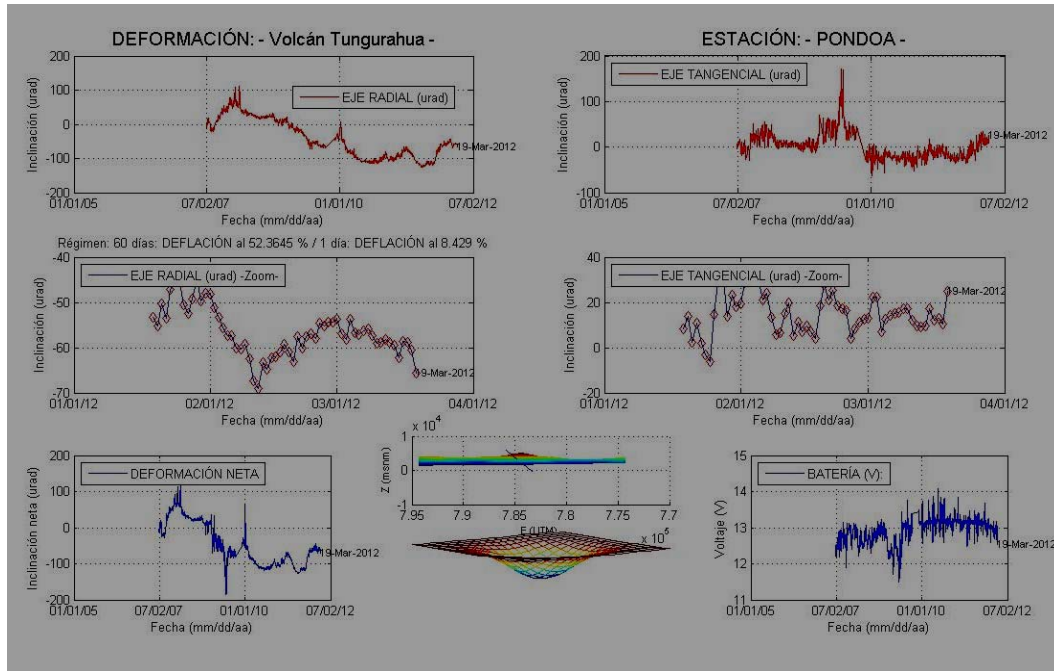 DEFORMACIÓN: - Volcán Tungurahua -
200
100
0
-100
-200
Inclinación (urad)
EJE RADIAL (urad)
19-Mar-2012
01/01/05
07/02/07
01/01/10
07/02/12
Fecha (mm/dd/aa)
ESTACIÓN: - PONDOA -
200
100
0
-100
Inclinación (urad)
EJE TANGENCIAL (urad)
19-Mar-2012
01/01/05
07/02/07
01/01/10
07/02/12
Fecha (mm/dd/aa)
Régimen: 60 días: DEFLACIÓN al 52.3645 % / 1 día: DEFLACIÓN al 8.429 %
-40
-50
-60
-70
Inclinación (urad)
EJE RADIAL (urad) -Zoom-
19-Mar-2012
01/01/12
02/01/12
03/01/12
04/01/12
Fecha (mm/dd/aa)
40
20
0
-20
Inclinación (urad)
EJE TANGENCIAL (urad) -Zoom-
19-Mar-2012
01/01/12
02/01/12
03/01/12
04/01/12
Fecha (mm/dd/aa)
200
100
0
-100
-200
Inclinación neta (urad)
DEFORMACIÓN NETA
19-Mar-2012
01/01/05
07/02/07
01/01/10
07/02/12
Fecha (mm/dd/aa)
x 10^4
1
0
-1
Z (msnm)
7.95
7.9
7.85
7.8
7.75
7.7
E (UTM)
x 10^5
15
14
13
12
11
Voltaje (V)
BATERÍA (V):
19-Mar-2012
01/01/05
07/02/07
01/01/10
07/02/12
Fecha (mm/dd/aa)